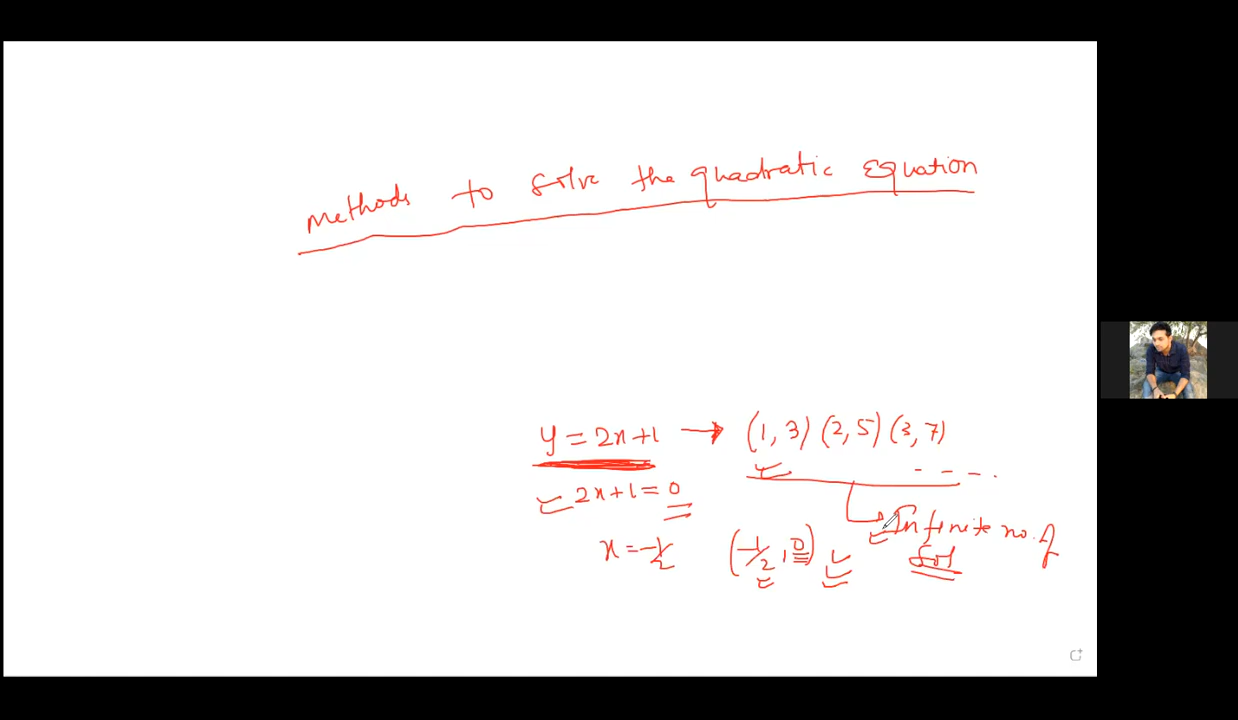 methods to solve the quadratic Equation
y = 2x+1 → (1, 3) (2, 5) (3, 7)
- - - .
2x+1 = 0
Infinite no. of
x = -1/2 (-1/2, 0) Sol